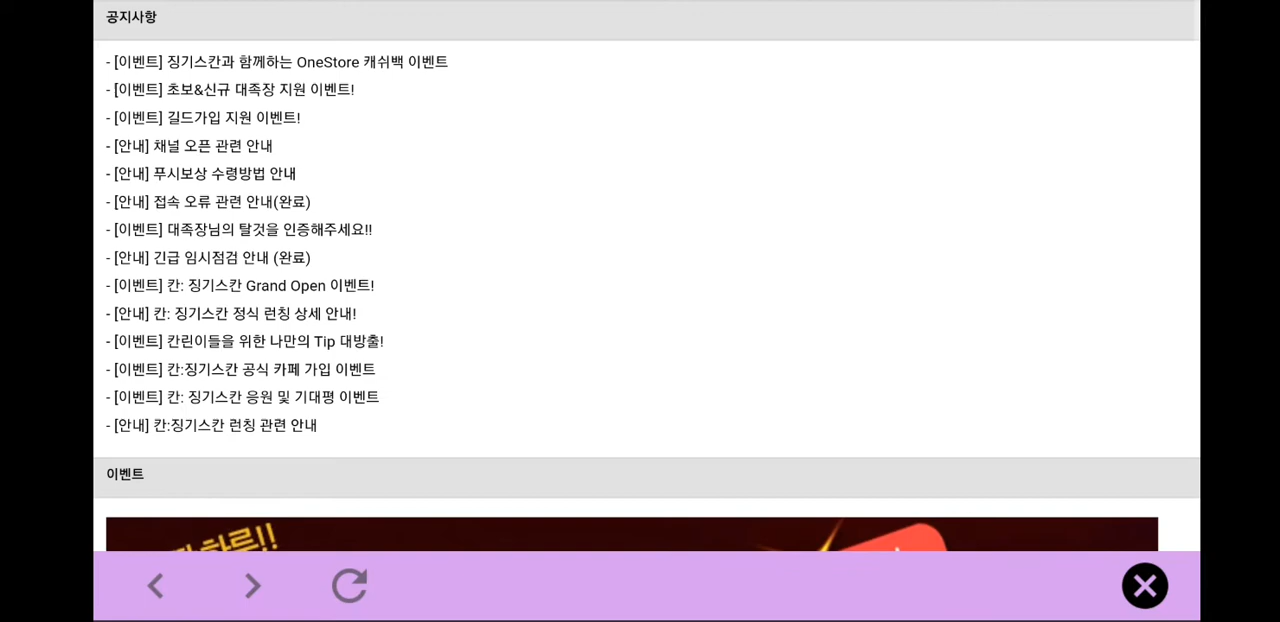 공지사항
- [이벤트] 징기스칸과 함께하는 OneStore 캐쉬백 이벤트
- [이벤트] 초보&신규 대족장 지원 이벤트!
- [이벤트] 길드가입 지원 이벤트!
- [안내] 채널 오픈 관련 안내
- [안내] 푸시보상 수령방법 안내
- [안내] 접속 오류 관련 안내(완료)
- [이벤트] 대족장님의 탈것을 인증해주세요!!
- [안내] 긴급 임시점검 안내 (완료)
- [이벤트] 칸: 징기스칸 Grand Open 이벤트!
- [안내] 칸: 징기스칸 정식 런칭 상세 안내!
- [이벤트] 칸린이들을 위한 나만의 Tip 대방출!
- [이벤트] 칸:징기스칸 공식 카페 가입 이벤트
- [이벤트] 칸: 징기스칸 응원 및 기대평 이벤트
- [안내] 칸:징기스칸 런칭 관련 안내
이벤트
하루!!